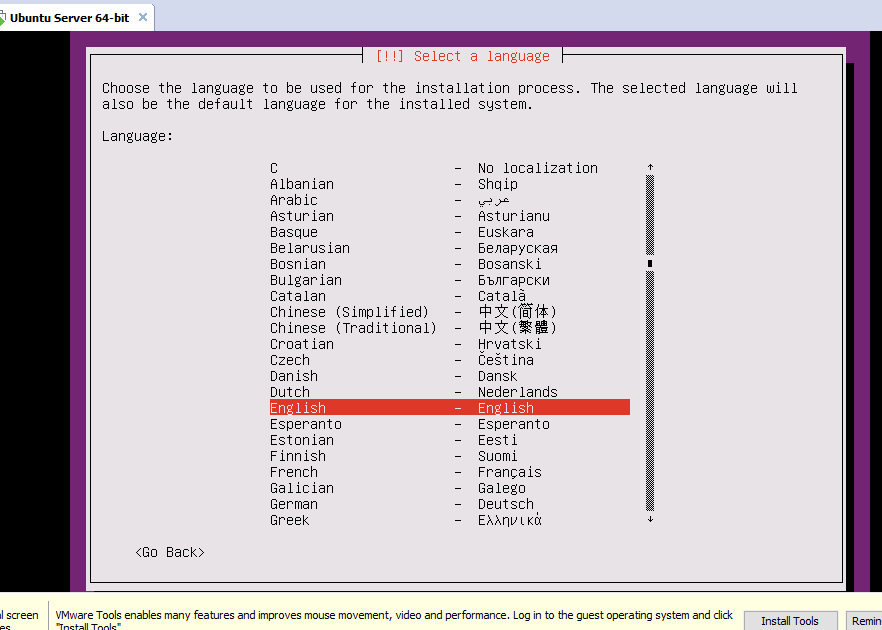 Ubuntu Server 64-bit
[!!] Select a language
Choose the language to be used for the installation process. The selected language will
also be the default language for the installed system.
Language:
C - No localization
Albanian - Shqip
Arabic - عربي
Asturian - Asturianu
Basque - Euskara
Belarusian - Беларуская
Bosnian - Bosanski
Bulgarian - Български
Catalan - Català
Chinese (Simplified) - 中文(简体)
Chinese (Traditional) - 中文(繁體)
Croatian - Hrvatski
Czech - Čeština
Danish - Dansk
Dutch - Nederlands
English - English
Esperanto - Esperanto
Estonian - Eesti
Finnish - Suomi
French - Français
Galician - Galego
German - Deutsch
Greek - Ελληνικά
<Go Back>
screen
VMware Tools enables many features and improves mouse movement, video and performance. Log in to the guest operating system and click
"Install Tools"
Install Tools
Remin